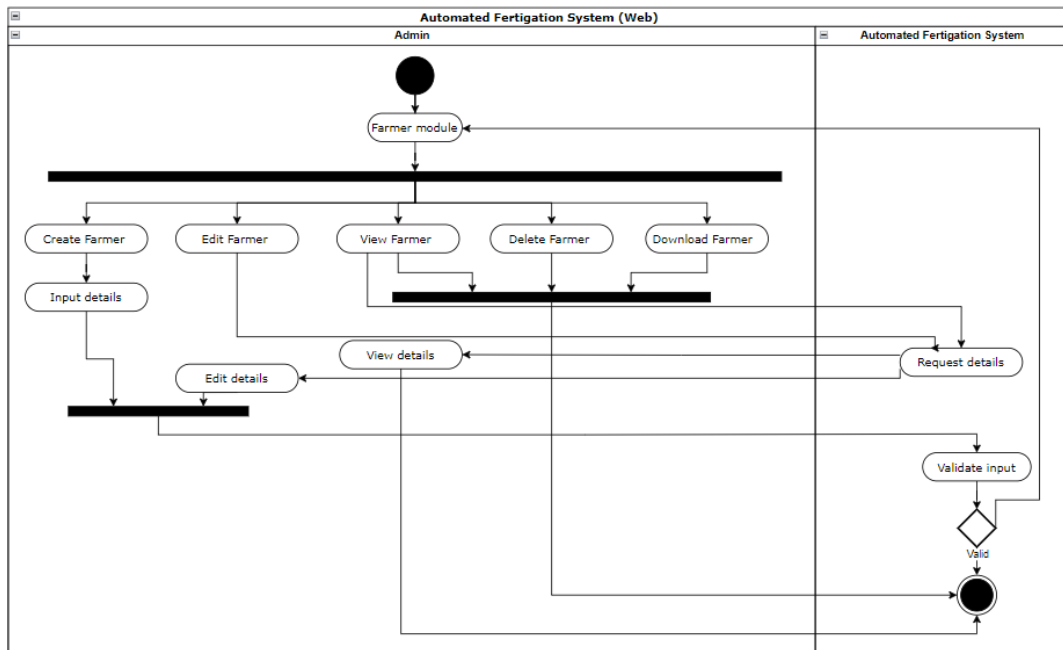 Automated Fertigation System (Web)
Admin
Automated Fertigation System
Farmer module
Create Farmer
Edit Farmer
View Farmer
Delete Farmer
Download Farmer
Input details
View details
Request details
Edit details
Validate input
Valid